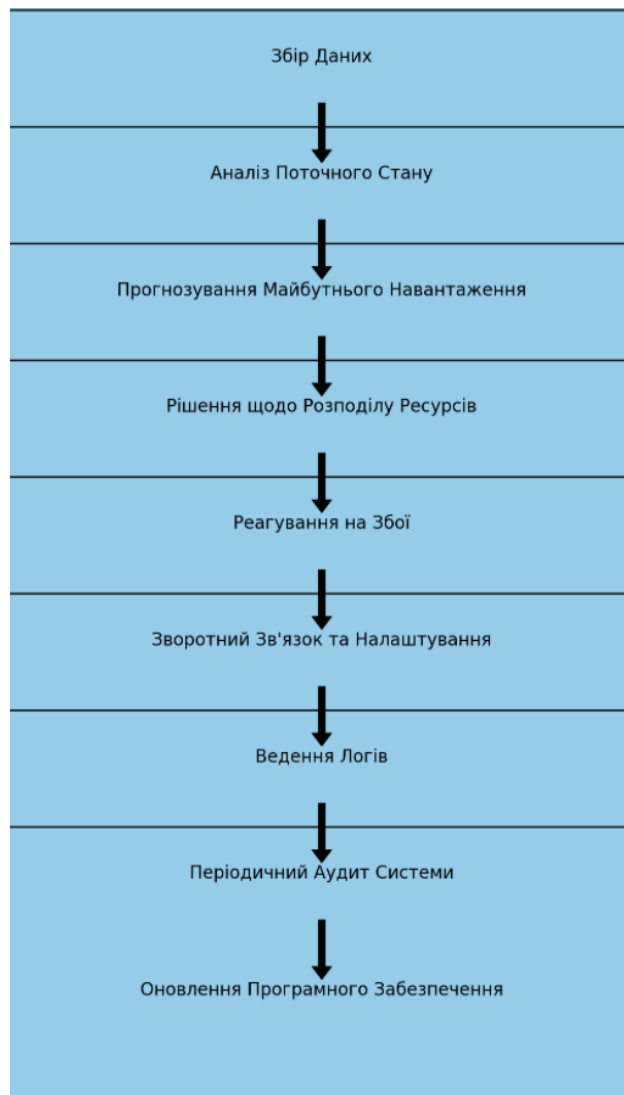 Збір Даних
Аналіз Поточного Стану
Прогнозування Майбутнього Навантаження
Рішення щодо Розподілу Ресурсів
Реагування на Збої
Зворотний Зв'язок та Налаштування
Ведення Логів
Періодичний Аудит Системи
Оновлення Програмного Забезпечення